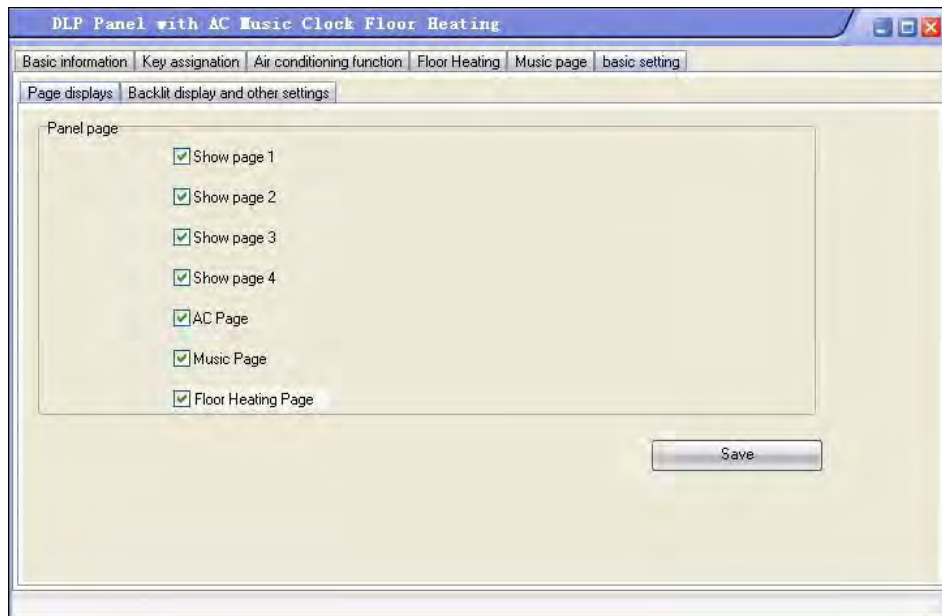 DLP Panel with AC Music Clock Floor Heating
Basic information Key assignation Air conditioning function Floor Heating Music page basic setting
Page displays Backlit display and other settings
Panel page
Show page 1
Show page 2
Show page 3
Show page 4
AC Page
Music Page
Floor Heating Page
Save